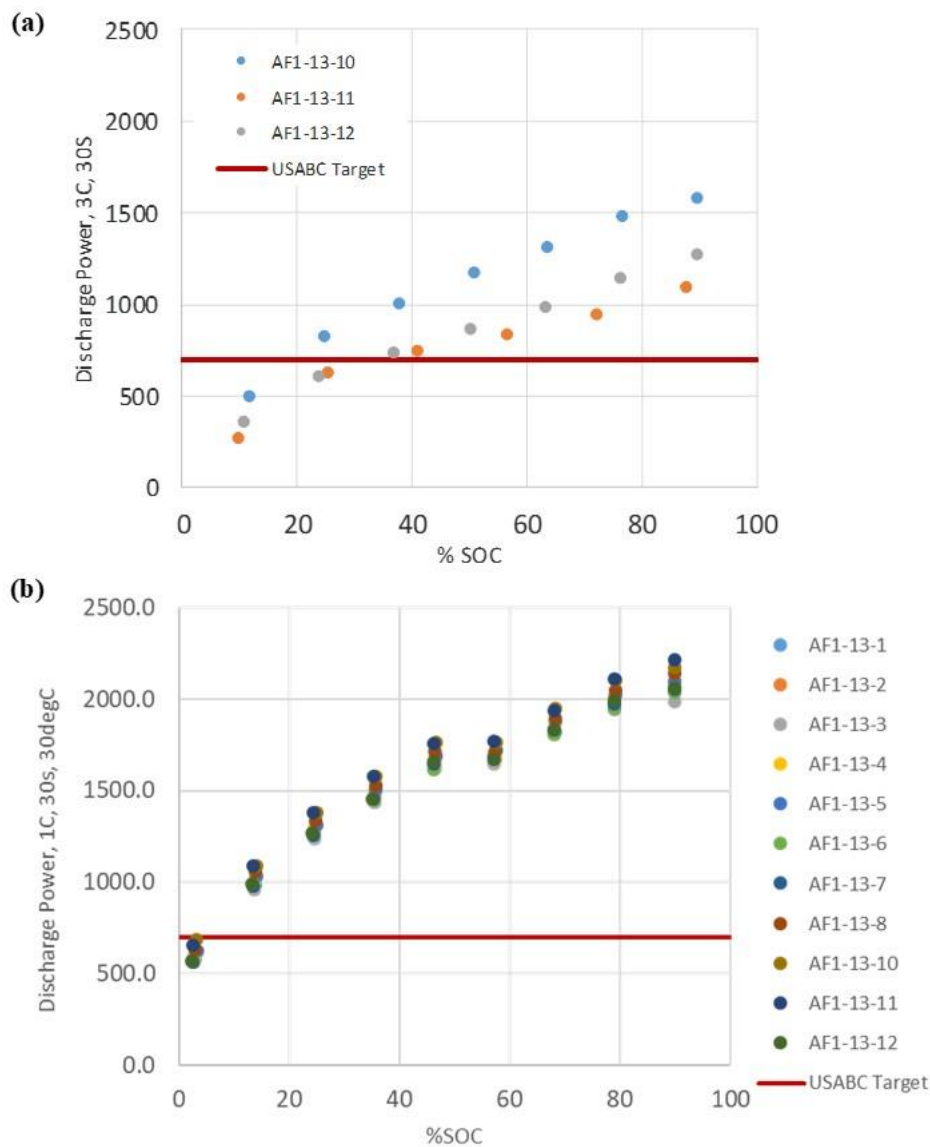 (a)
2500
2000
1500
1000
500
0
Discharge Power, 3C, 30S
AF1-13-10
AF1-13-11
AF1-13-12
USABC Target
0 20 40 60 80 100
% SOC
(b)
2500.0
2000.0
1500.0
1000.0
500.0
0.0
Discharge Power, 1C, 30s, 30degC
0 20 40 60 80 100
%SOC
AF1-13-1
AF1-13-2
AF1-13-3
AF1-13-4
AF1-13-5
AF1-13-6
AF1-13-7
AF1-13-8
AF1-13-10
AF1-13-11
AF1-13-12
USABC Target